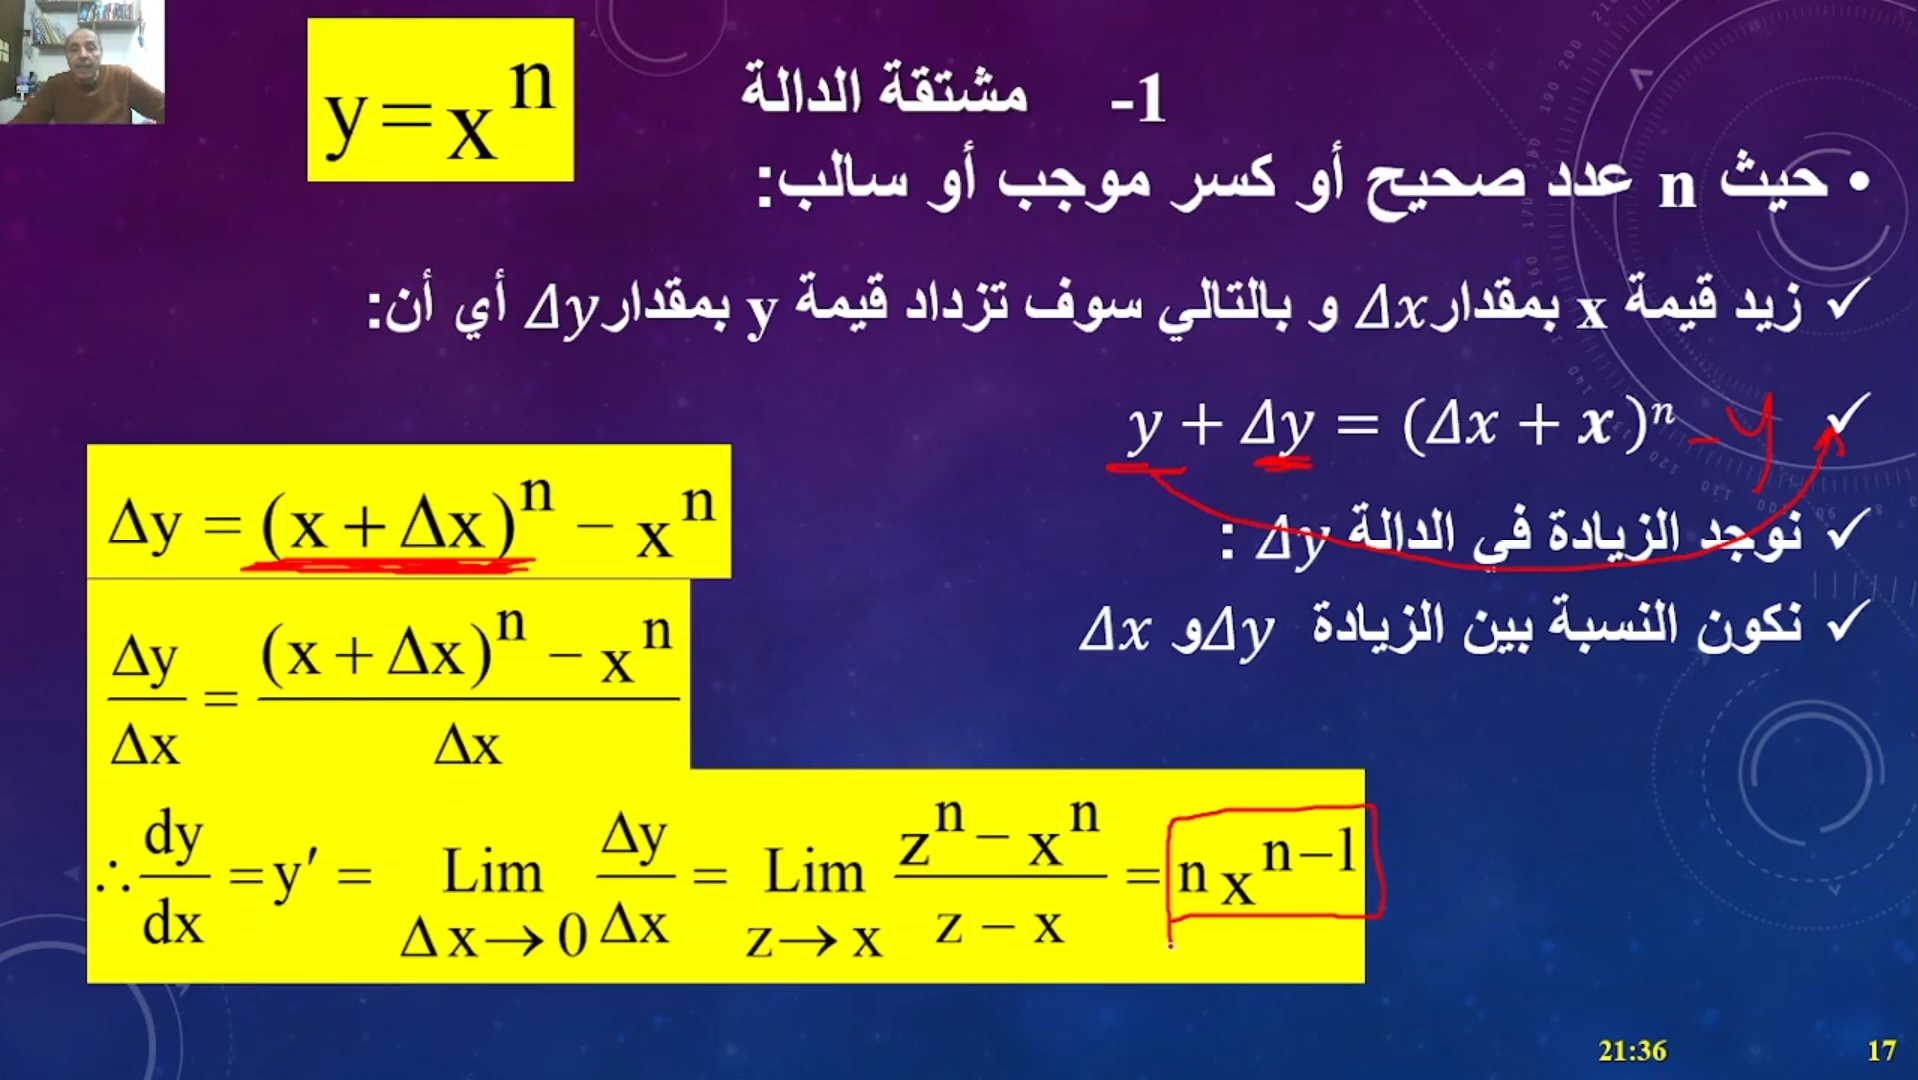 1- مشتقة الدالة y=x^n
• حيث n عدد صحيح أو كسر موجب أو سالب:
✓ زيد قيمة x بمقدار Δx و بالتالي سوف تزداد قيمة y بمقدار Δy أي أن:
✓ y + Δy = (Δx + x)^n - y
✓ نوجد الزيادة في الدالة Δy :
Δy = (x + Δx)^n − x^n
✓ نكون النسبة بين الزيادة Δy و Δx
Δy/Δx = ((x + Δx)^n − x^n)/Δx
∴ dy/dx = y′ = Lim Δx→0 Δy/Δx = Lim z→x (z^n − x^n)/(z − x) = n x^(n−1)
21:36
17